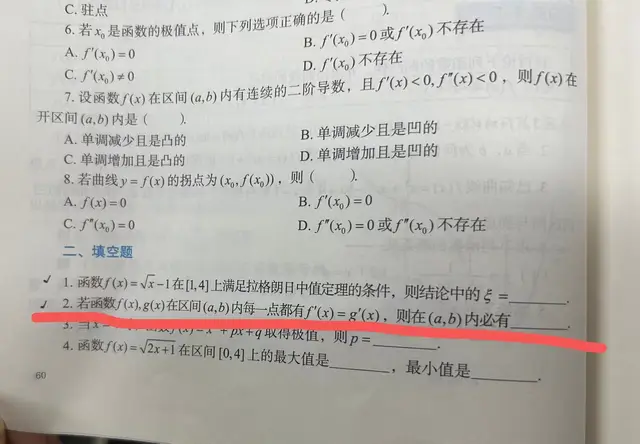 C. 驻点
6. 若x₀是函数的极值点，则下列选项正确的是（　　）.
A. f′(x₀)=0　　B. f′(x₀)=0或f′(x₀)不存在
C. f′(x₀)≠0　　D. f′(x₀)不存在
7. 设函数f(x)在区间(a,b)内有连续的二阶导数，且f′(x)<0, f″(x)<0，则f(x)在
开区间(a,b)内是（　　）.
A. 单调减少且是凸的　　B. 单调减少且是凹的
C. 单调增加且是凸的　　D. 单调增加且是凹的
8. 若曲线y=f(x)的拐点为(x₀,f(x₀))，则（　　）.
A. f(x₀)=0　　B. f′(x₀)=0
C. f″(x₀)=0　　D. f″(x₀)=0或f″(x₀)不存在
二、填空题
✓ 1. 函数f(x)=√x−1在[1,4]上满足拉格朗日中值定理的条件，则结论中的ξ=______.
✓ 2. 若函数f(x),g(x)在区间(a,b)内每一点都有f′(x)=g′(x)，则在(a,b)内必有______.
3. 当x +px+q取得极值，则p=______.
4. 函数f(x)=√(2x+1)在区间[0,4]上的最大值是______，最小值是______.
60